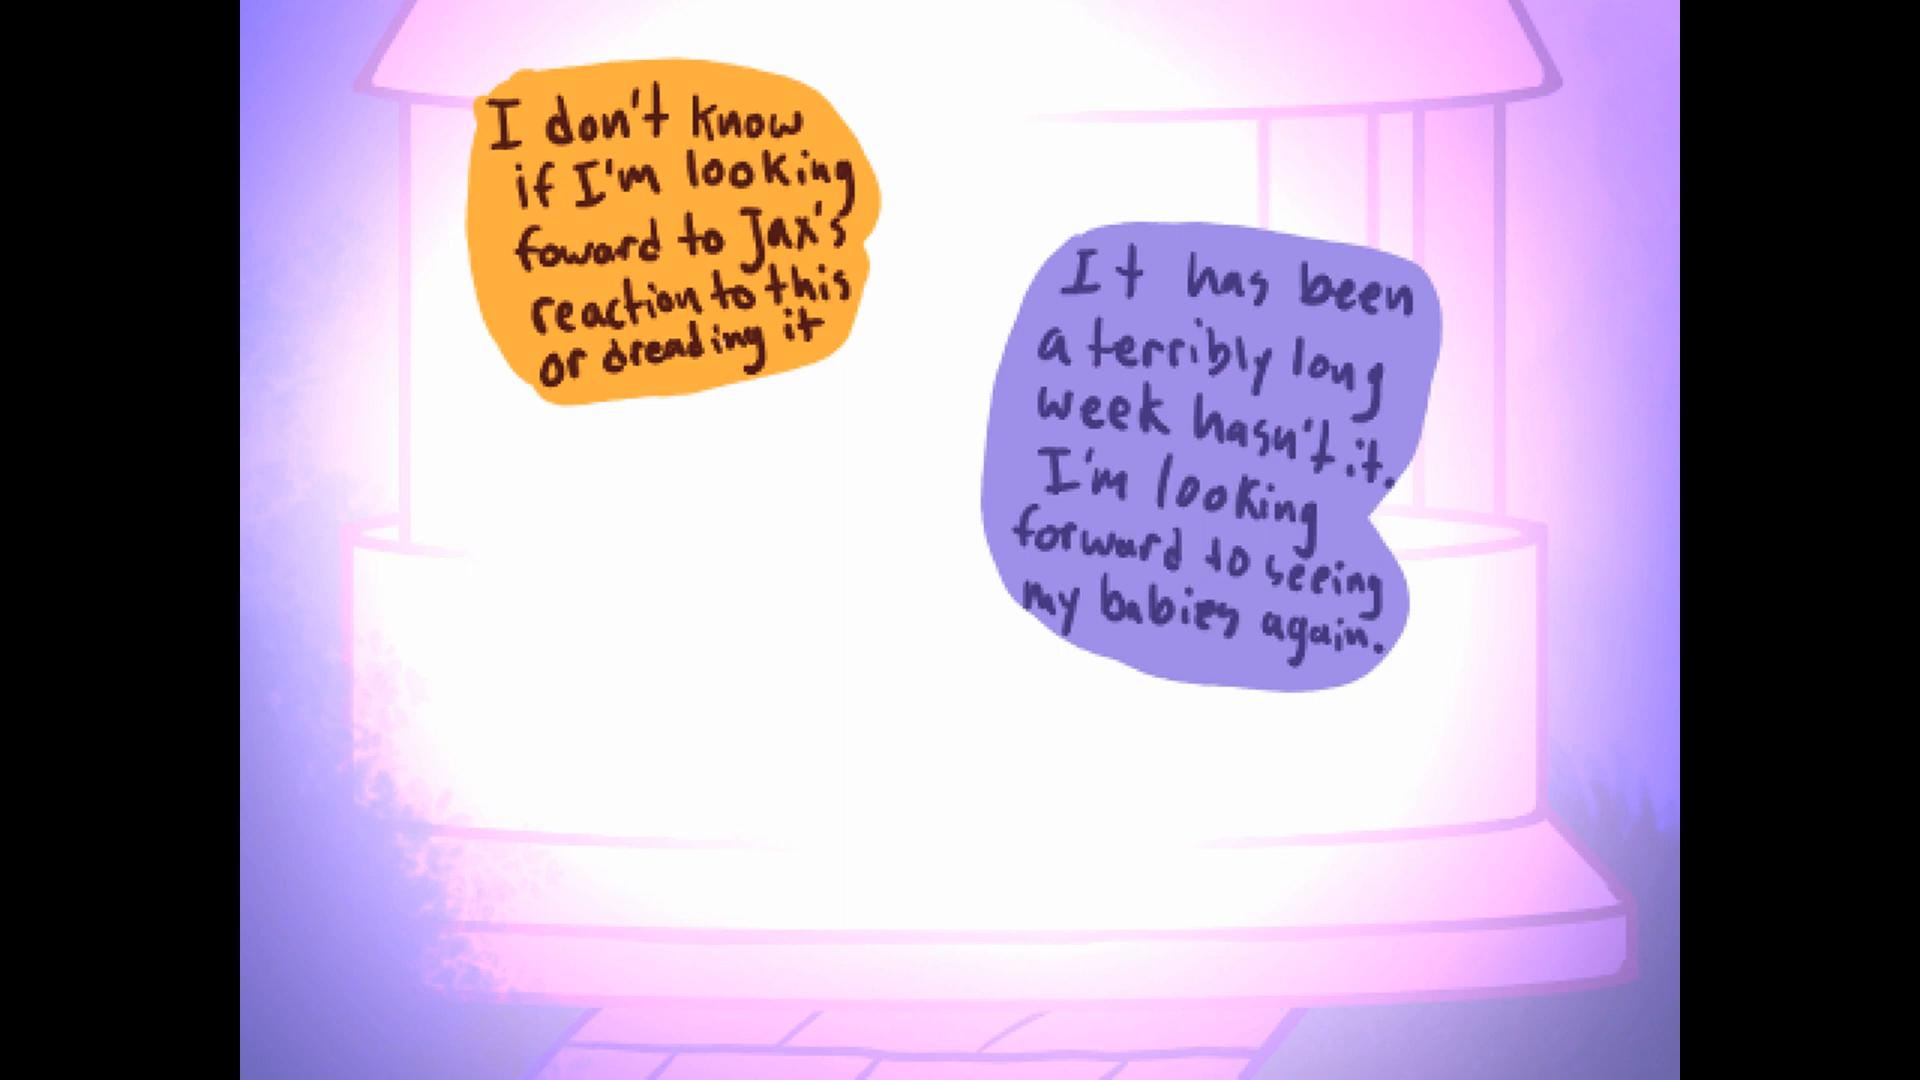 I don't know
if I'm looking
foward to Jax's
reaction to this
or dreading it
It has been
a terribly long
week hasn't it.
I'm looking
forward to seeing
my babies again.